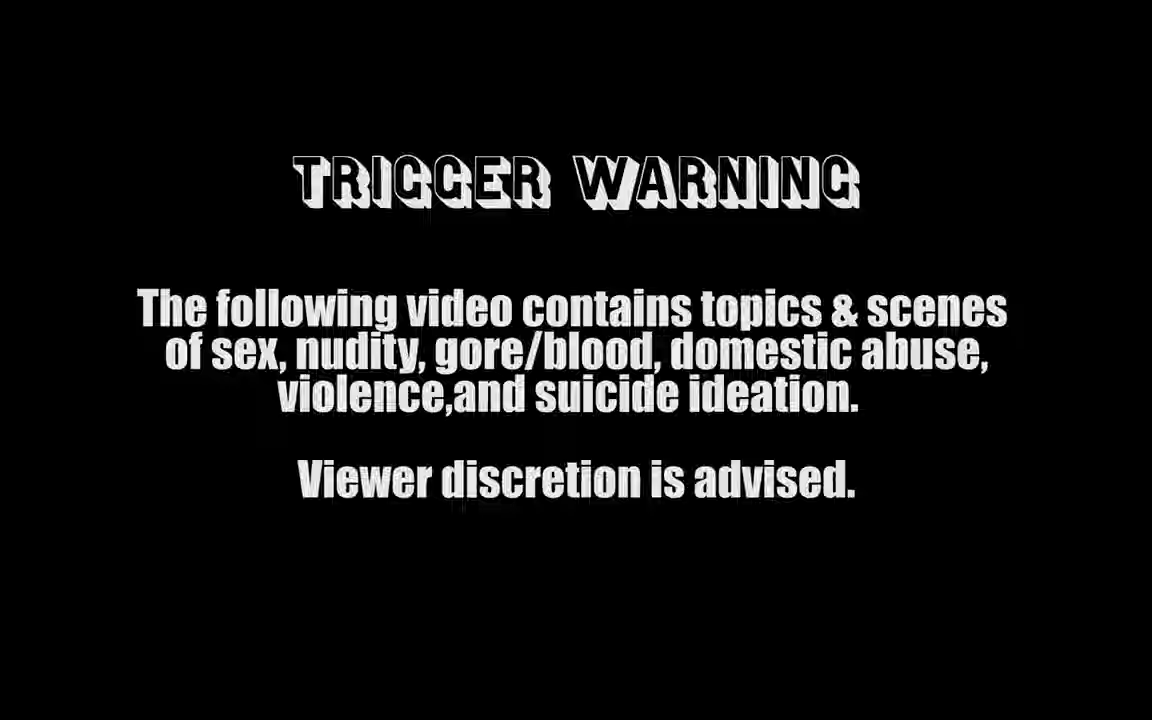 TRIGGER WARNING
The following video contains topics & scenes
of sex, nudity, gore/blood, domestic abuse,
violence,and suicide ideation.
Viewer discretion is advised.